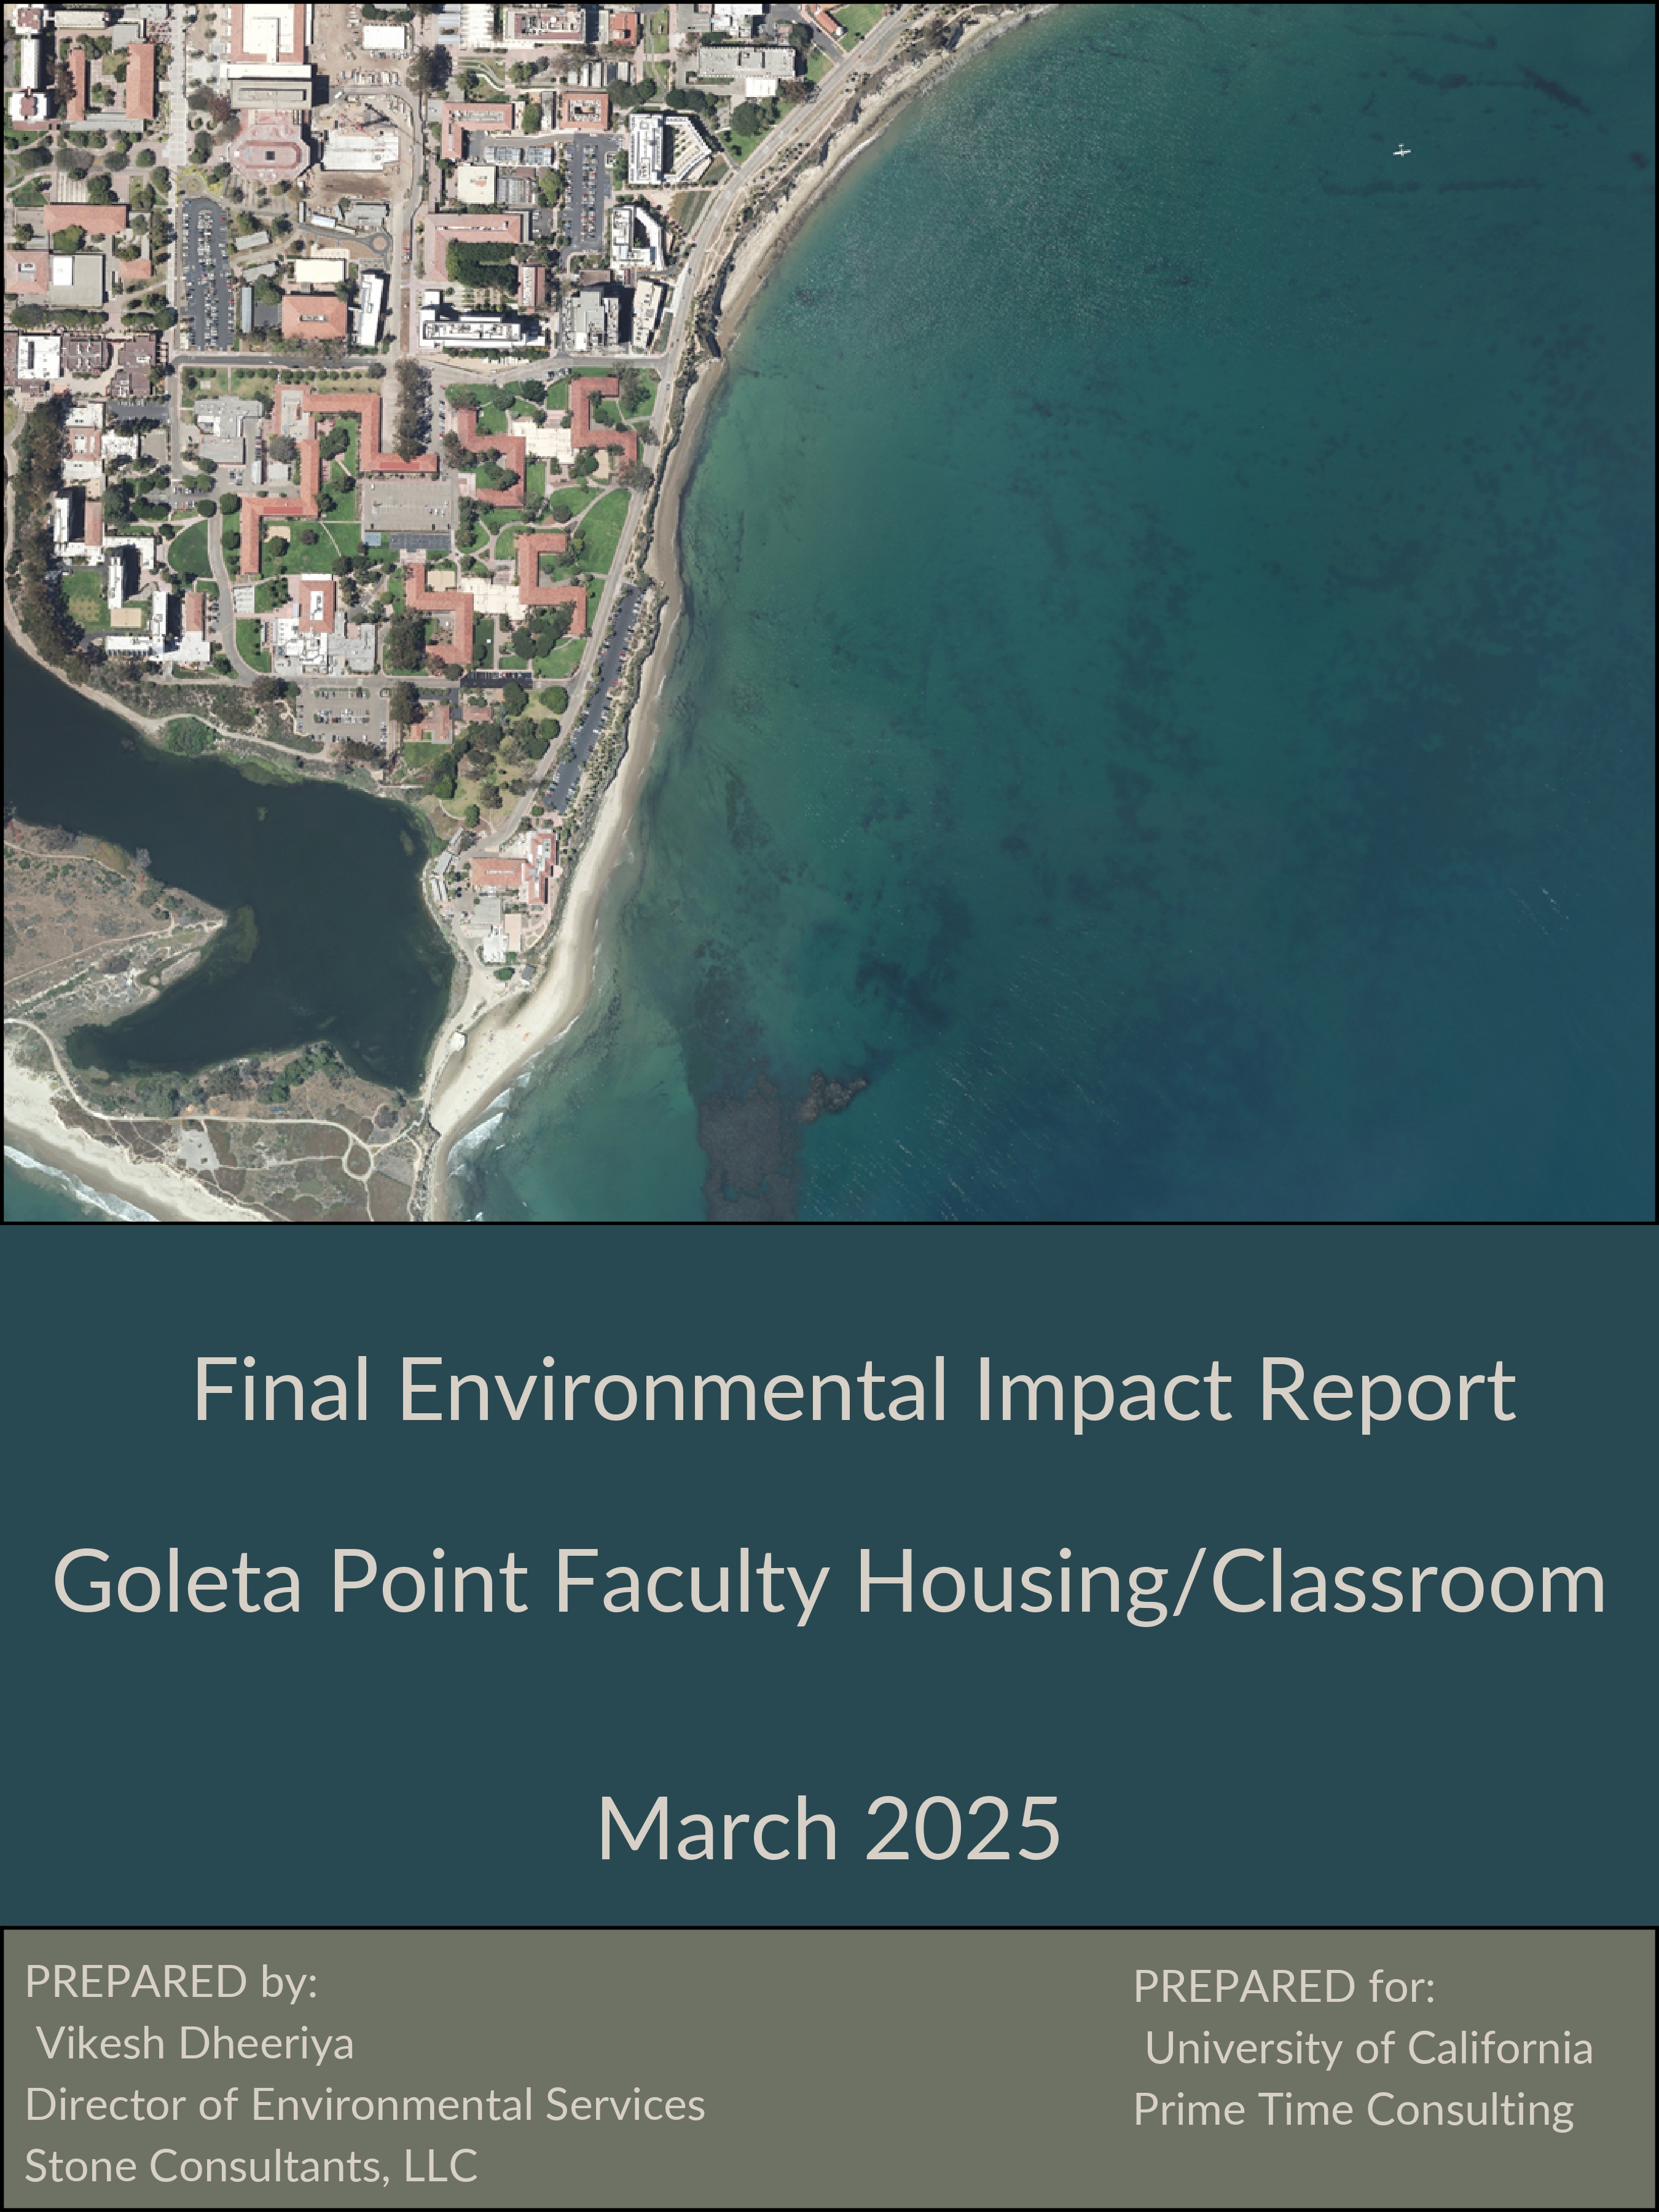 Final Environmental Impact Report
Goleta Point Faculty Housing/Classroom
March 2025
PREPARED by:
Vikesh Dheeriya
Director of Environmental Services
Stone Consultants, LLC
PREPARED for:
University of California
Prime Time Consulting